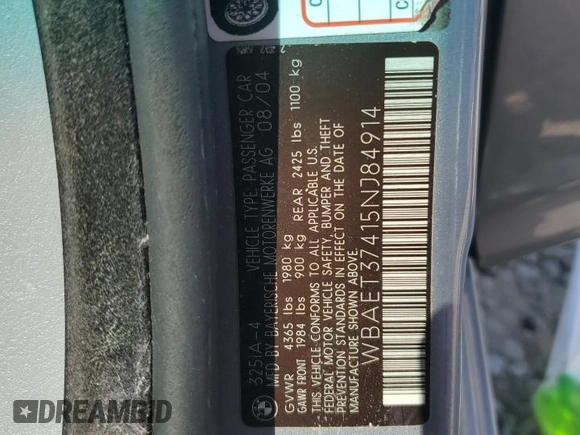 325iA-4 VEHICLE TYPE PASSENGER CAR
MFD BY BAYERISCHE MOTORENWERKE AG 08/04
GVWR 4365 lbs 1980 kg
GAWR FRONT 1984 lbs 900 kg REAR 2425 lbs 1100 kg
THIS VEHICLE CONFORMS TO ALL APPLICABLE U.S.
FEDERAL MOTOR VEHICLE SAFETY, BUMPER AND THEFT
PREVENTION STANDARDS IN EFFECT ON THE DATE OF
MANUFACTURE SHOWN ABOVE.
WBAET37415NJ84914
DREAMBID